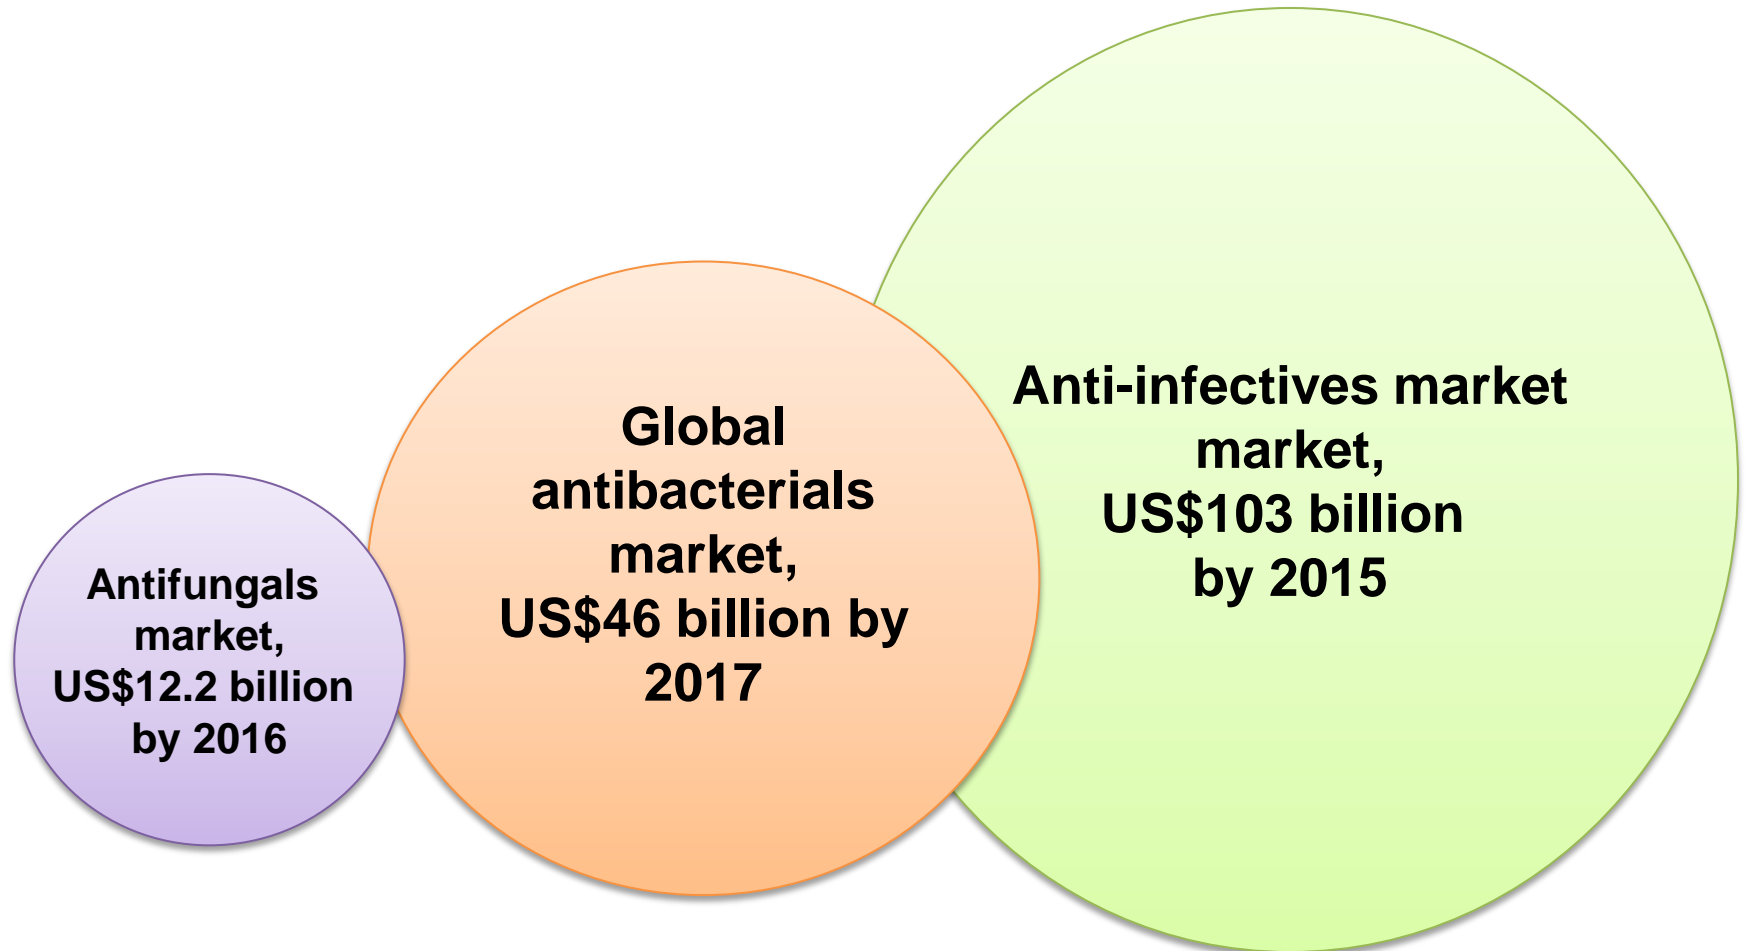 Antifungals
market,
US$12.2 billion
by 2016
Global
antibacterials
market,
US$46 billion by
2017
Anti-infectives market
market,
US$103 billion
by 2015